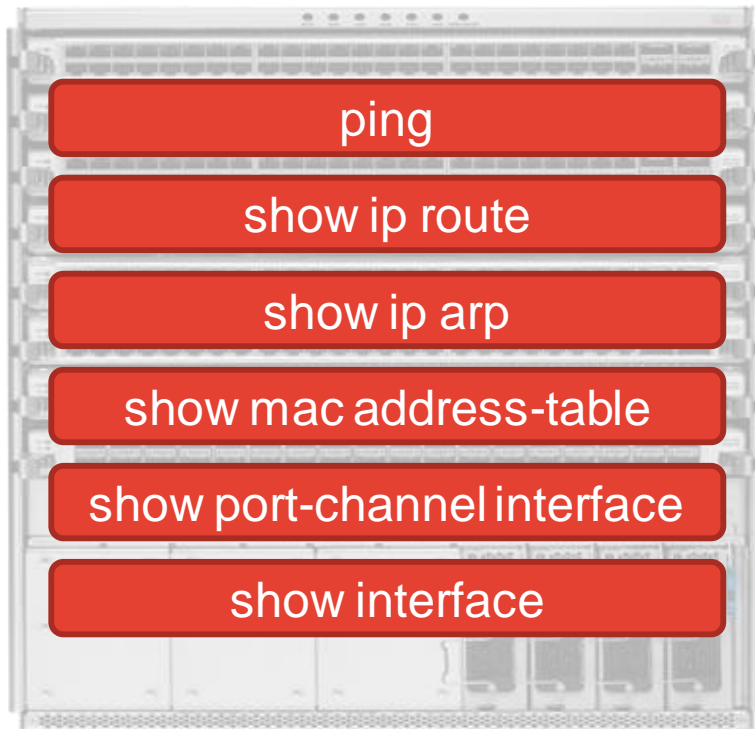 ping
show ip route
show ip arp
show mac address-table
show port-channel interface
show interface